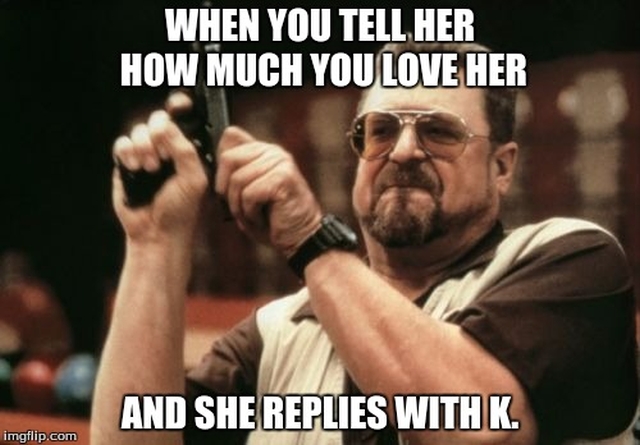 WHEN YOU TELL HER
HOW MUCH YOU LOVE HER
AND SHE REPLIES WITH K.
imgflip.com